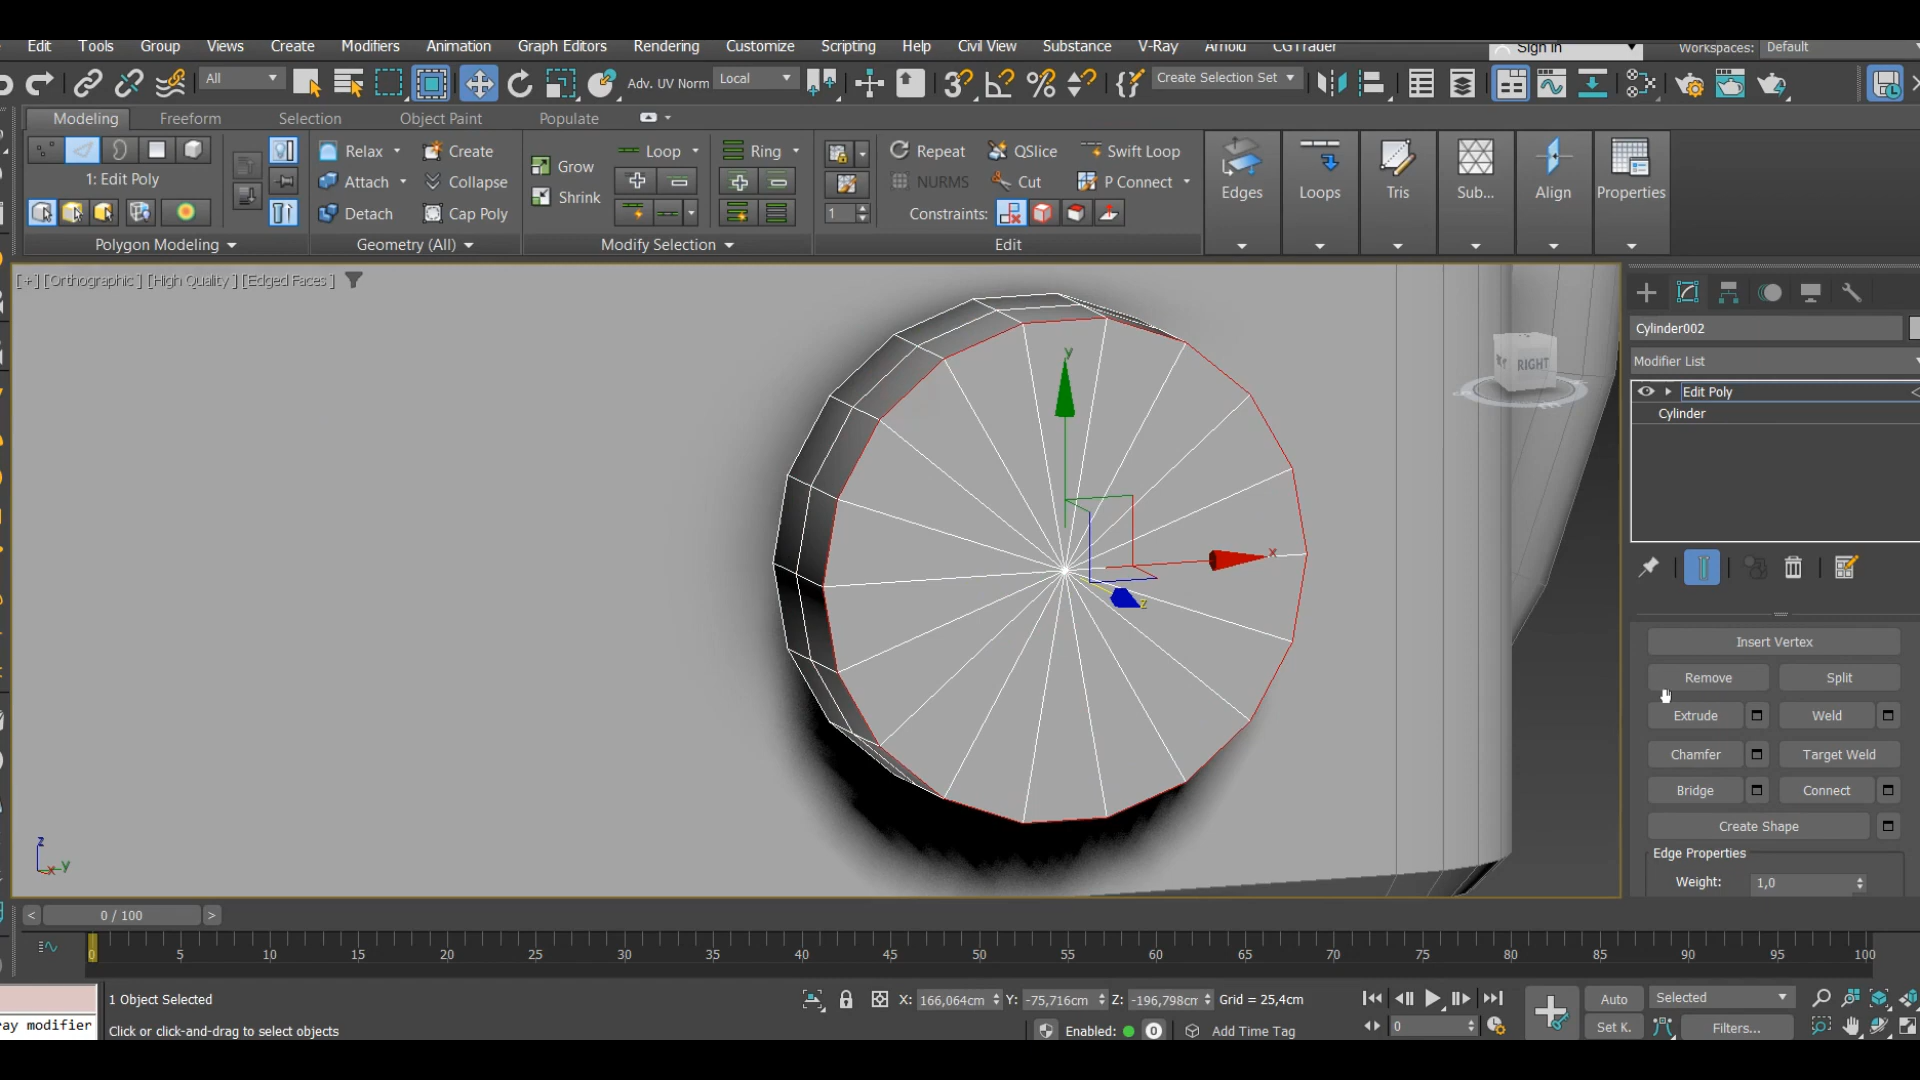 Edit Tools Group Views Create Modifiers Animation Graph Editors Rendering Customize Scripting Help Civil View Substance V-Ray Arnold CGTrader Sign In Workspaces: Default
All Adv. UV Norm Local Create Selection Set
Modeling Freeform Selection Object Paint Populate
Relax Create Loop Ring Repeat QSlice Swift Loop
1: Edit Poly Attach Collapse Grow NURMS Cut P Connect
Shrink Edges Loops Tris Sub... Align Properties
Detach Cap Poly 1 Constraints:
Polygon Modeling Geometry (All) Modify Selection Edit
[+] [Orthographic] [High Quality] [Edged Faces]
Cylinder002
RIGHT
Modifier List
Edit Poly
Cylinder
y
x
z
Insert Vertex
Remove Split
Extrude Weld
Chamfer Target Weld
Bridge Connect
Create Shape
Edge Properties
Weight: 1,0
z
x y
< 0 / 100 >
0 5 10 15 20 25 30 35 40 45 50 55 60 65 70 75 80 85 90 95 100
1 Object Selected X: 166,064cm Y: -75,716cm Z: -196,798cm Grid = 25,4cm Auto Selected
ray modifier Click or click-and-drag to select objects Enabled: 0 Add Time Tag 0 Set K. Filters...